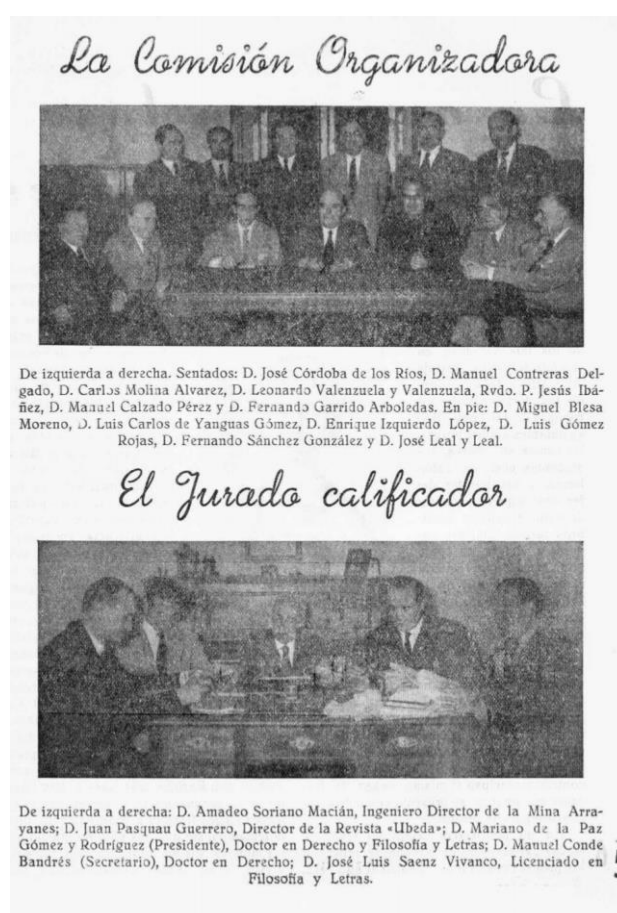 La Comisión Organizadora
De izquierda a derecha. Sentados: D. José Córdoba de los Ríos, D. Manuel Contreras Del-
gado, D. Carlos Molina Alvarez, D. Leonardo Valenzuela y Valenzuela, Rvdo. P. Jesús Ibá-
ñez, D. Manuel Calzado Pérez y D. Fernando Garrido Arboledas. En pie: D. Miguel Blesa
Moreno, D. Luis Carlos de Yanguas Gómez, D. Enrique Izquierdo López, D. Luis Gómez
Rojas, D. Fernando Sánchez González y D. José Leal y Leal.
El Jurado calificador
De izquierda a derecha: D. Amadeo Soriano Macián, Ingeniero Director de la Mina Arra-
yanes; D. Juan Pasquau Guerrero, Director de la Revista «Ubeda»; D. Mariano de la Paz
Gómez y Rodríguez (Presidente), Doctor en Derecho y Filosofía y Letras; D. Manuel Conde
Bandrés (Secretario), Doctor en Derecho; D. José Luis Saenz Vivanco, Licenciado en
Filosofía y Letras.